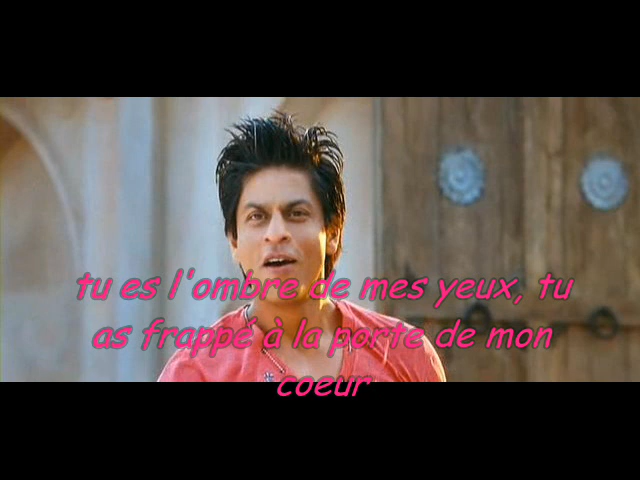 tu es l'ombre de mes yeux, tu
as frappé à la porte de mon
coeur